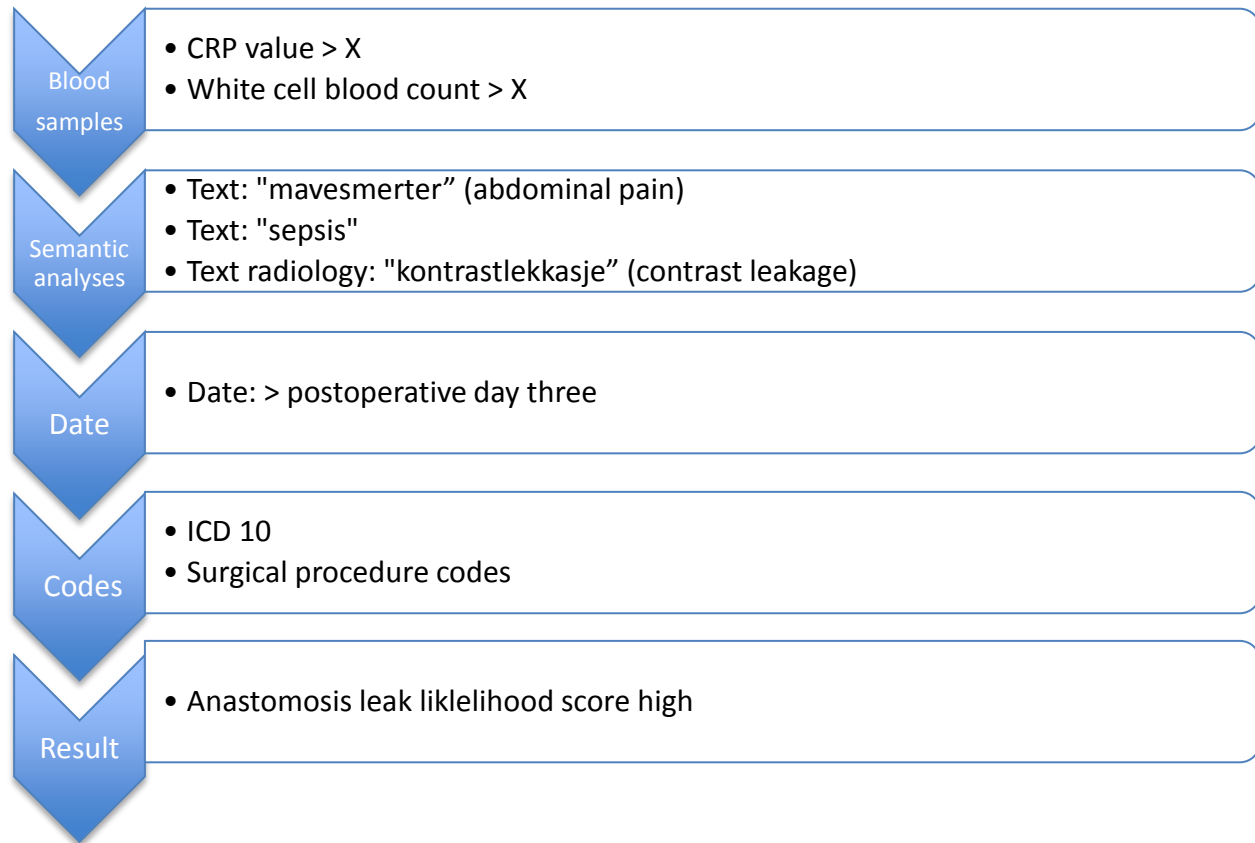 Blood
samples
• CRP value > X
• White cell blood count > X
Semantic
analyses
• Text: "mavesmerter” (abdominal pain)
• Text: "sepsis"
• Text radiology: "kontrastlekkasje” (contrast leakage)
Date
• Date: > postoperative day three
Codes
• ICD 10
• Surgical procedure codes
Result
• Anastomosis leak liklelihood score high